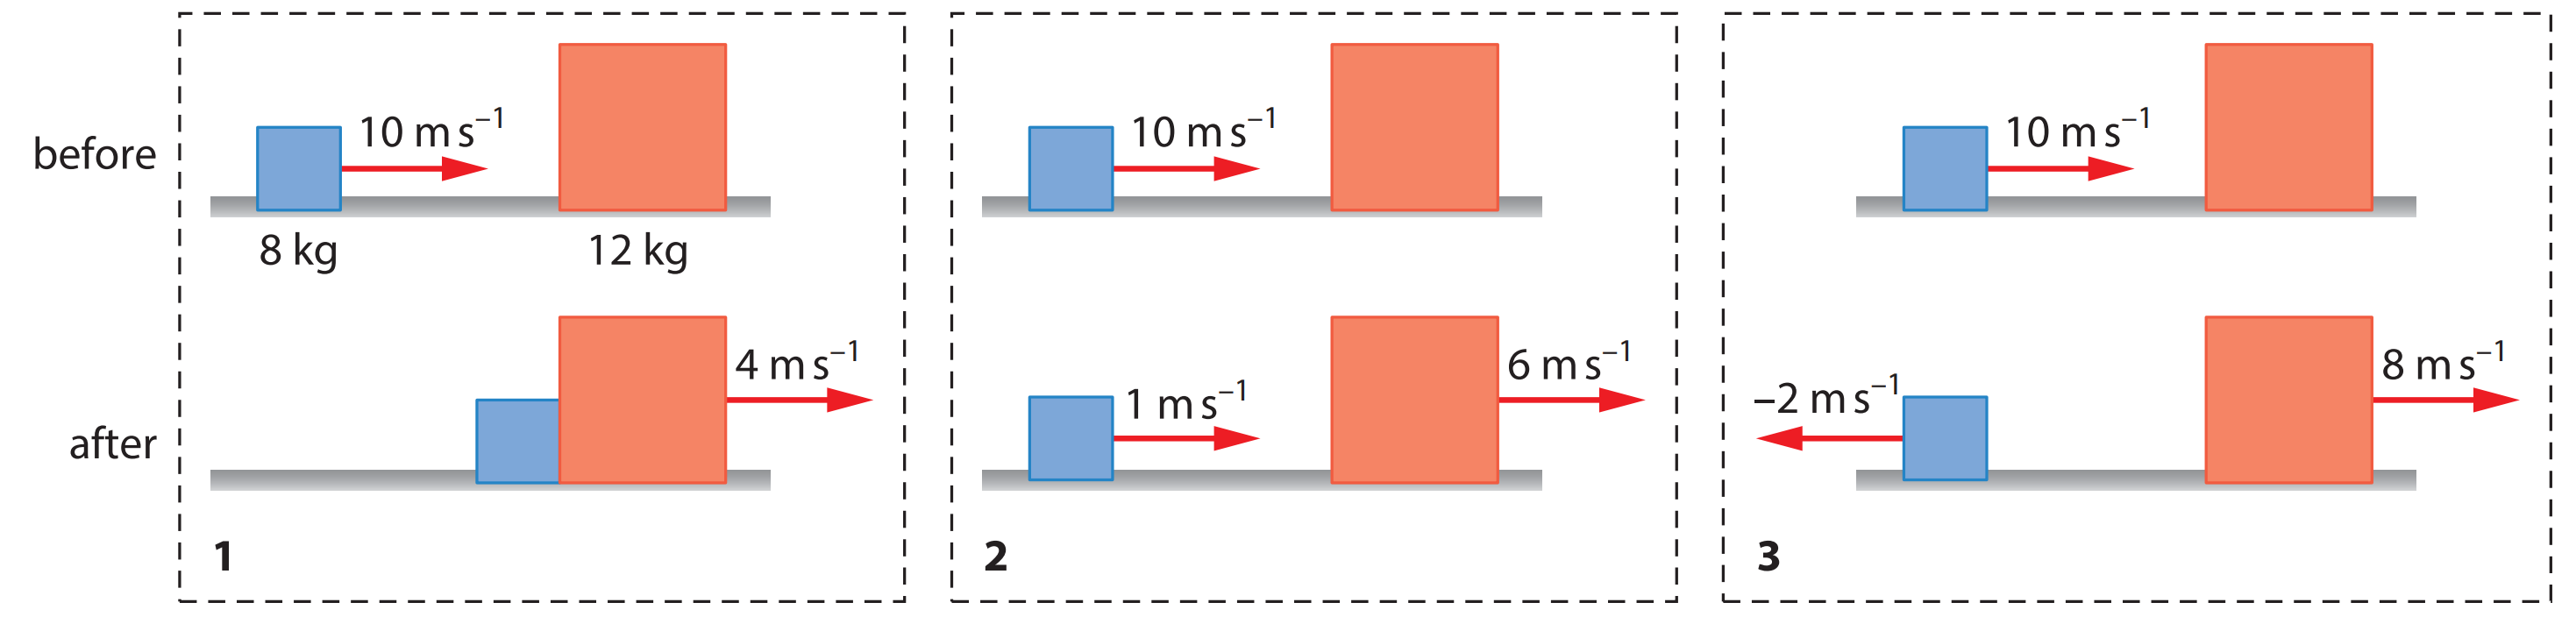 before
10 m s⁻¹
8 kg
12 kg
after
4 m s⁻¹
1
10 m s⁻¹
1 m s⁻¹
6 m s⁻¹
2
10 m s⁻¹
–2 m s⁻¹
8 m s⁻¹
3